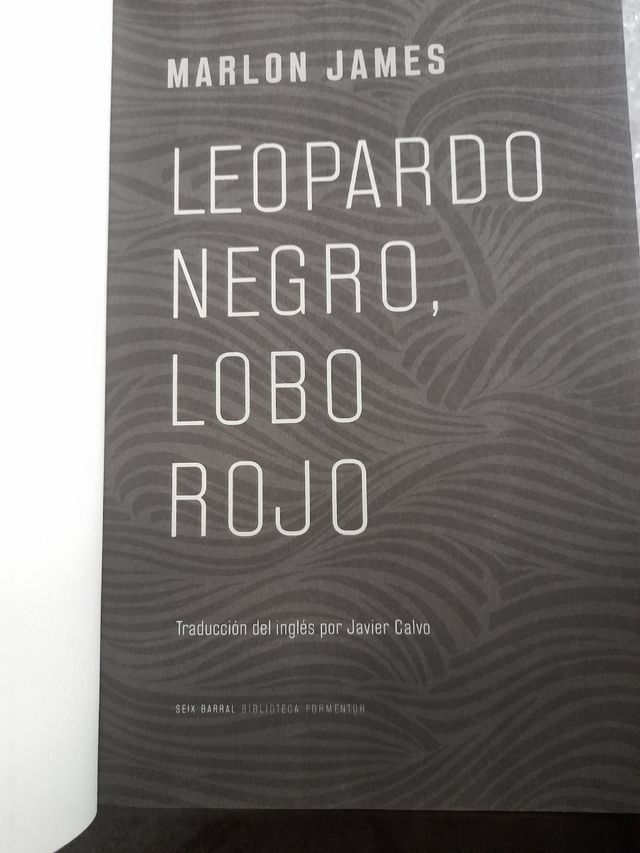 MARLON JAMES
LEOPARDO
NEGRO,
LOBO
ROJO
Traducción del inglés por Javier Calvo
SEIX BARRAL BIBLIOTECA FORMENTOR